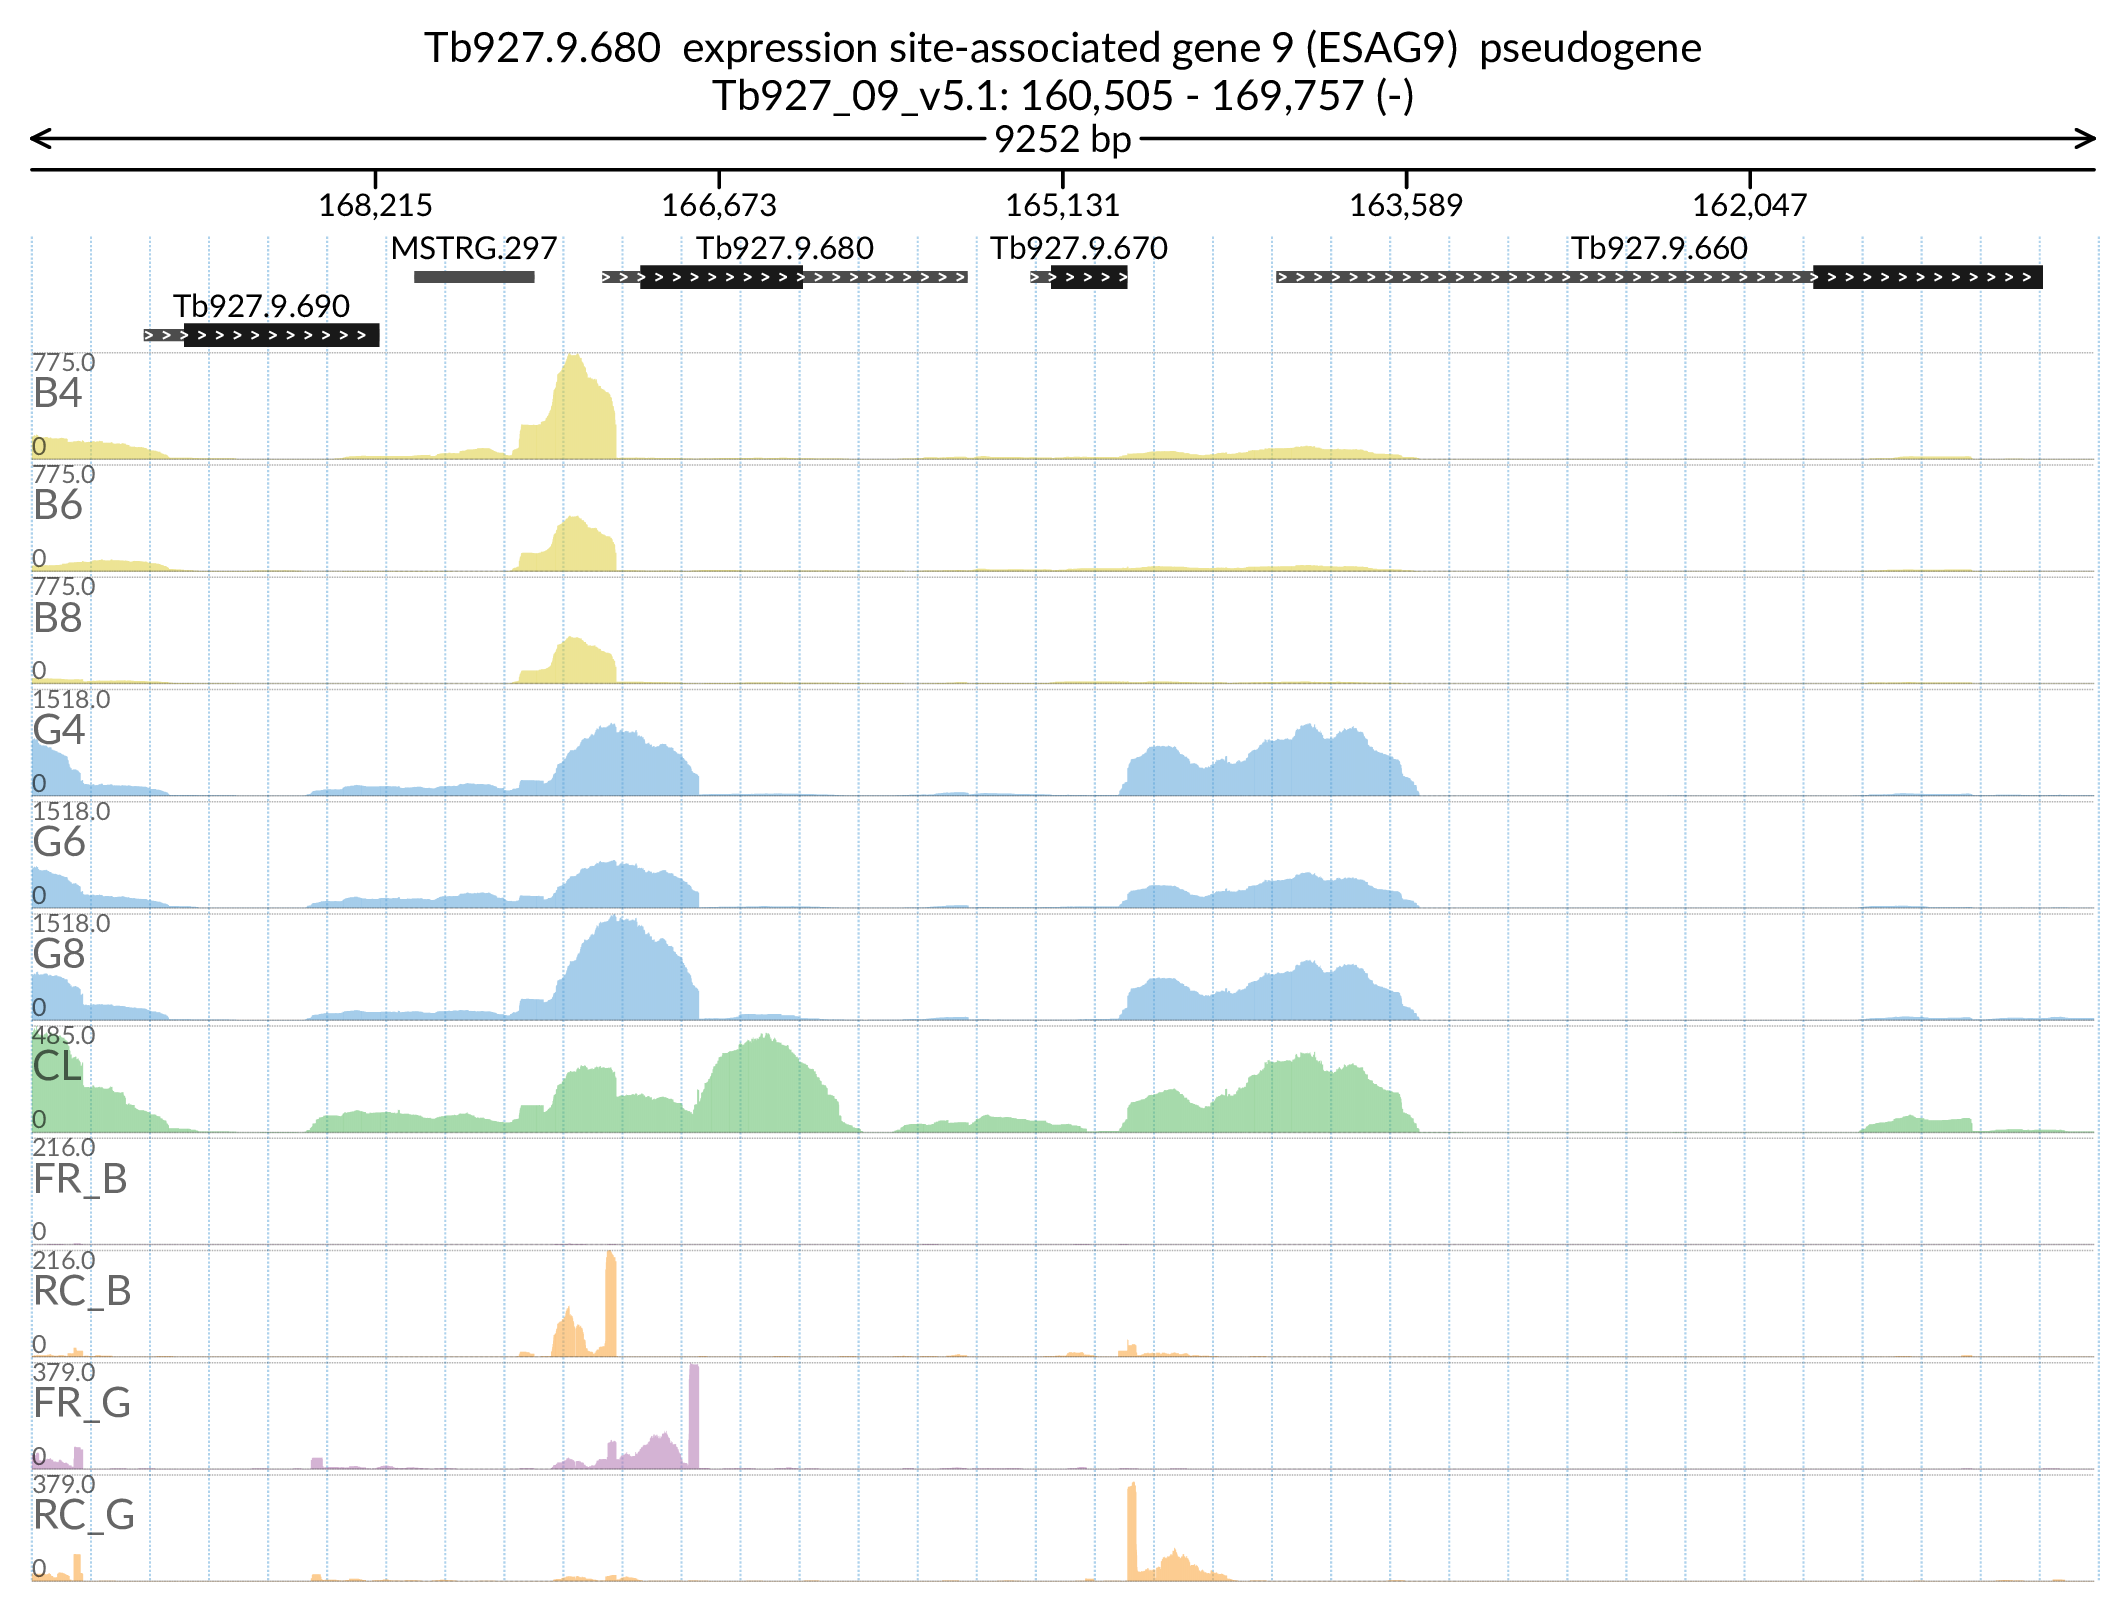 Tb927.9.680  expression site-associated gene 9 (ESAG9)  pseudogene
Tb927_09_v5.1: 160,505 - 169,757 (-)
9252 bp
168,215 166,673 165,131 163,589 162,047
MSTRG.297 Tb927.9.680 Tb927.9.670 Tb927.9.660
Tb927.9.690
775.0
B4
0
775.0
B6
0
775.0
B8
0
1518.0
G4
0
1518.0
G6
0
1518.0
G8
0
485.0
CL
0
216.0
FR_B
0
216.0
RC_B
0
379.0
FR_G
0
379.0
RC_G
0